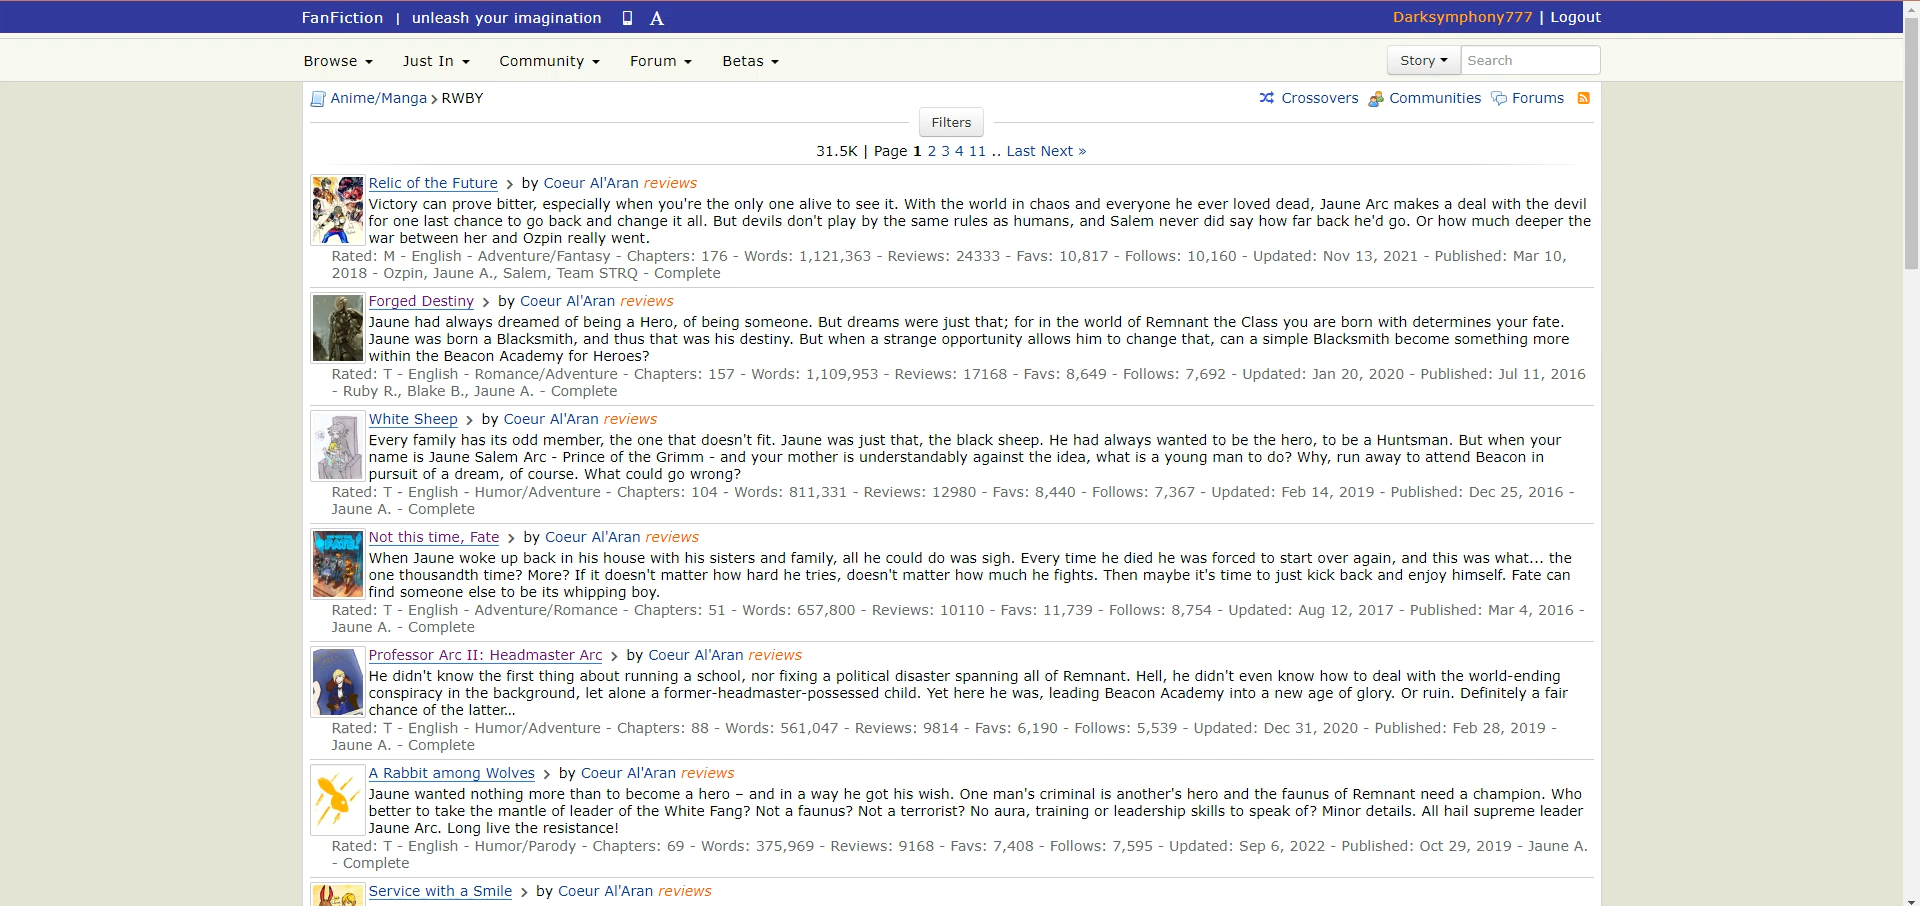 FanFiction | unleash your imagination A Darksymphony777 | Logout
Browse Just In Community Forum Betas Story Search
Anime/Manga > RWBY Crossovers Communities Forums
Filters
31.5K | Page 1 2 3 4 11 .. Last Next »
Relic of the Future > by Coeur Al'Aran reviews
Victory can prove bitter, especially when you're the only one alive to see it. With the world in chaos and everyone he ever loved dead, Jaune Arc makes a deal with the devil
for one last chance to go back and change it all. But devils don't play by the same rules as humans, and Salem never did say how far back he'd go. Or how much deeper the
war between her and Ozpin really went.
Rated: M - English - Adventure/Fantasy - Chapters: 176 - Words: 1,121,363 - Reviews: 24333 - Favs: 10,817 - Follows: 10,160 - Updated: Nov 13, 2021 - Published: Mar 10,
2018 - Ozpin, Jaune A., Salem, Team STRQ - Complete
Forged Destiny > by Coeur Al'Aran reviews
Jaune had always dreamed of being a Hero, of being someone. But dreams were just that; for in the world of Remnant the Class you are born with determines your fate.
Jaune was born a Blacksmith, and thus that was his destiny. But when a strange opportunity allows him to change that, can a simple Blacksmith become something more
within the Beacon Academy for Heroes?
Rated: T - English - Romance/Adventure - Chapters: 157 - Words: 1,109,953 - Reviews: 17168 - Favs: 8,649 - Follows: 7,692 - Updated: Jan 20, 2020 - Published: Jul 11, 2016
- Ruby R., Blake B., Jaune A. - Complete
White Sheep > by Coeur Al'Aran reviews
Every family has its odd member, the one that doesn't fit. Jaune was just that, the black sheep. He had always wanted to be the hero, to be a Huntsman. But when your
name is Jaune Salem Arc - Prince of the Grimm - and your mother is understandably against the idea, what is a young man to do? Why, run away to attend Beacon in
pursuit of a dream, of course. What could go wrong?
Rated: T - English - Humor/Adventure - Chapters: 104 - Words: 811,331 - Reviews: 12980 - Favs: 8,440 - Follows: 7,367 - Updated: Feb 14, 2019 - Published: Dec 25, 2016 -
Jaune A. - Complete
Not this time, Fate > by Coeur Al'Aran reviews
When Jaune woke up back in his house with his sisters and family, all he could do was sigh. Every time he died he was forced to start over again, and this was what... the
one thousandth time? More? If it doesn't matter how hard he tries, doesn't matter how much he fights. Then maybe it's time to just kick back and enjoy himself. Fate can
find someone else to be its whipping boy.
Rated: T - English - Adventure/Romance - Chapters: 51 - Words: 657,800 - Reviews: 10110 - Favs: 11,739 - Follows: 8,754 - Updated: Aug 12, 2017 - Published: Mar 4, 2016 -
Jaune A. - Complete
Professor Arc II: Headmaster Arc > by Coeur Al'Aran reviews
He didn't know the first thing about running a school, nor fixing a political disaster spanning all of Remnant. Hell, he didn't even know how to deal with the world-ending
conspiracy in the background, let alone a former-headmaster-possessed child. Yet here he was, leading Beacon Academy into a new age of glory. Or ruin. Definitely a fair
chance of the latter...
Rated: T - English - Humor/Adventure - Chapters: 88 - Words: 561,047 - Reviews: 9814 - Favs: 6,190 - Follows: 5,539 - Updated: Dec 31, 2020 - Published: Feb 28, 2019 -
Jaune A. - Complete
A Rabbit among Wolves > by Coeur Al'Aran reviews
Jaune wanted nothing more than to become a hero – and in a way he got his wish. One man's criminal is another's hero and the faunus of Remnant need a champion. Who
better to take the mantle of leader of the White Fang? Not a faunus? Not a terrorist? No aura, training or leadership skills to speak of? Minor details. All hail supreme leader
Jaune Arc. Long live the resistance!
Rated: T - English - Humor/Parody - Chapters: 69 - Words: 375,969 - Reviews: 9168 - Favs: 7,408 - Follows: 7,595 - Updated: Sep 6, 2022 - Published: Oct 29, 2019 - Jaune A.
- Complete
Service with a Smile > by Coeur Al'Aran reviews